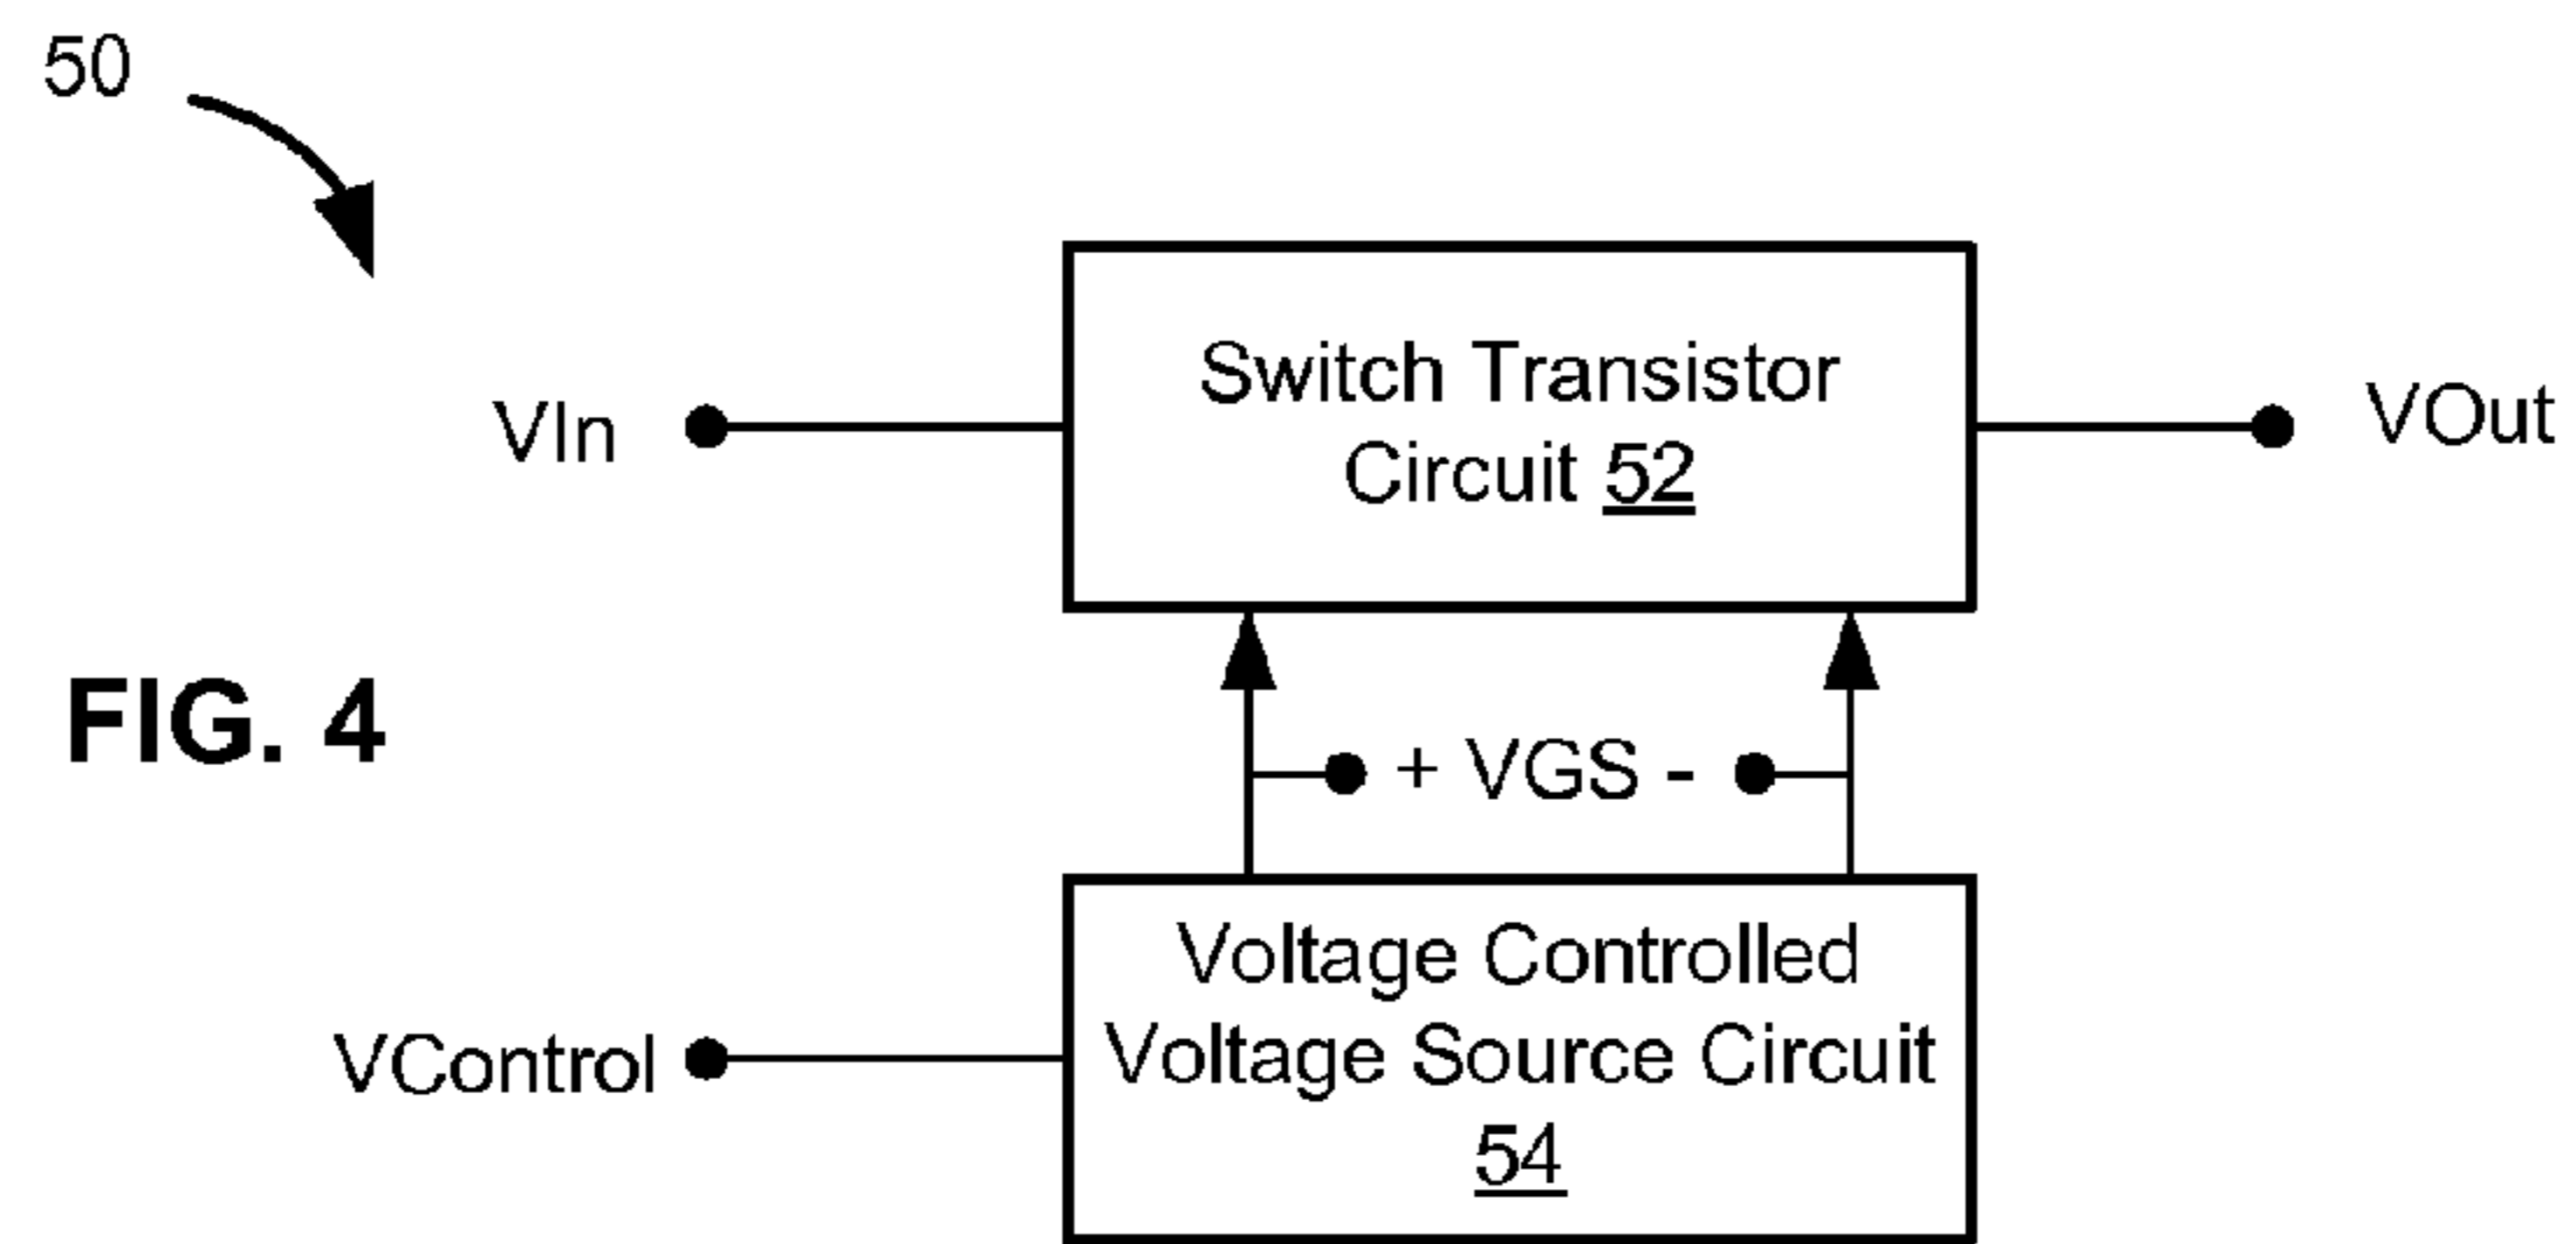 50
VIn
Switch Transistor
Circuit 52
VOut
FIG. 4
+ VGS -
VControl
Voltage Controlled
Voltage Source Circuit
54